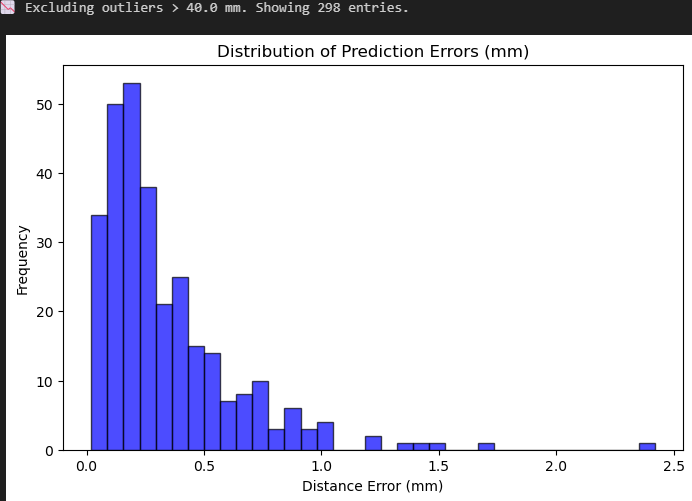 Excluding outliers > 40.0 mm. Showing 298 entries.
Distribution of Prediction Errors (mm)
50
40
30
20
10
0
Frequency
0.0 0.5 1.0 1.5 2.0 2.5
Distance Error (mm)